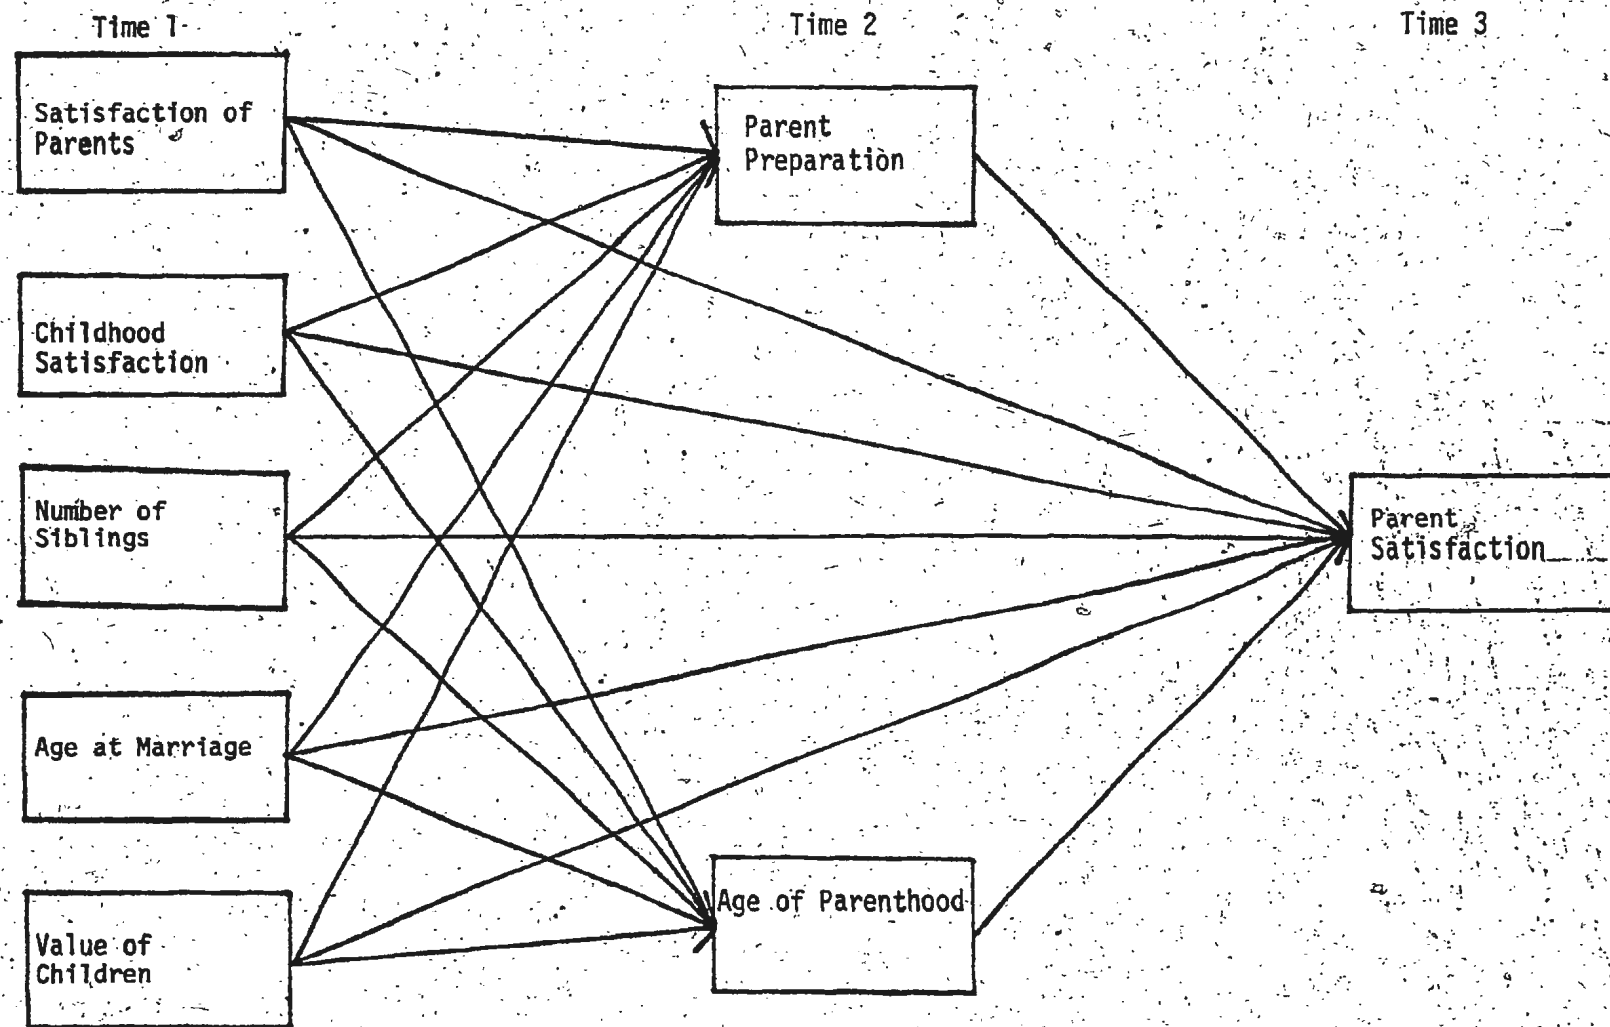 Time 1
Time 2
Time 3
Satisfaction of
Parents
Parent
Preparation
Childhood
Satisfaction
Number of
Siblings
Parent
Satisfaction
Age at Marriage
Age of Parenthood
Value of
Children